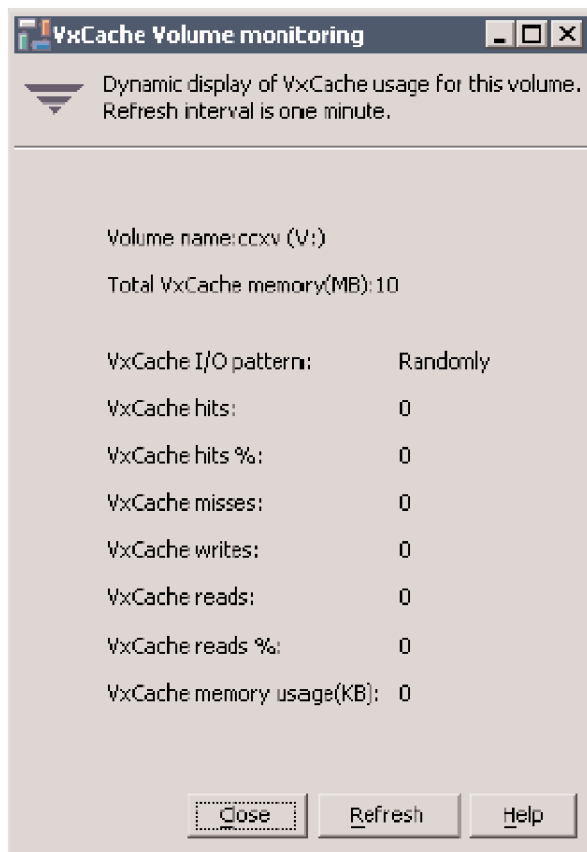 VxCache Volume monitoring
Dynamic display of VxCache usage for this volume.
Refresh interval is one minute.
Volume name:ccxv (V:)
Total VxCache memory(MB):10
VxCache I/O pattern: Randomly
VxCache hits: 0
VxCache hits %: 0
VxCache misses: 0
VxCache writes: 0
VxCache reads: 0
VxCache reads %: 0
VxCache memory usage(KB): 0
Close Refresh Help